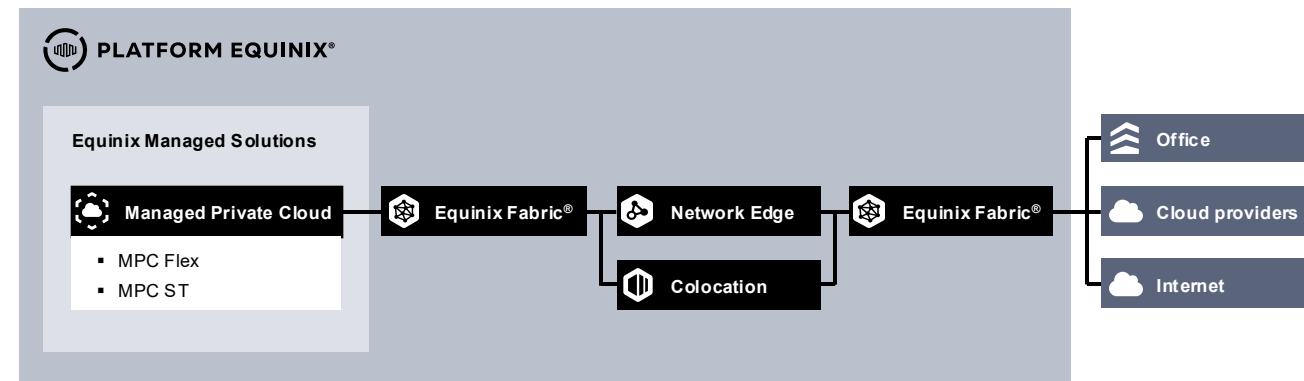 PLATFORM EQUINIX®
Equinix Managed Solutions
Managed Private Cloud
▪ MPC Flex
▪ MPC ST
Equinix Fabric®
Network Edge
Colocation
Equinix Fabric®
Office
Cloud providers
Internet